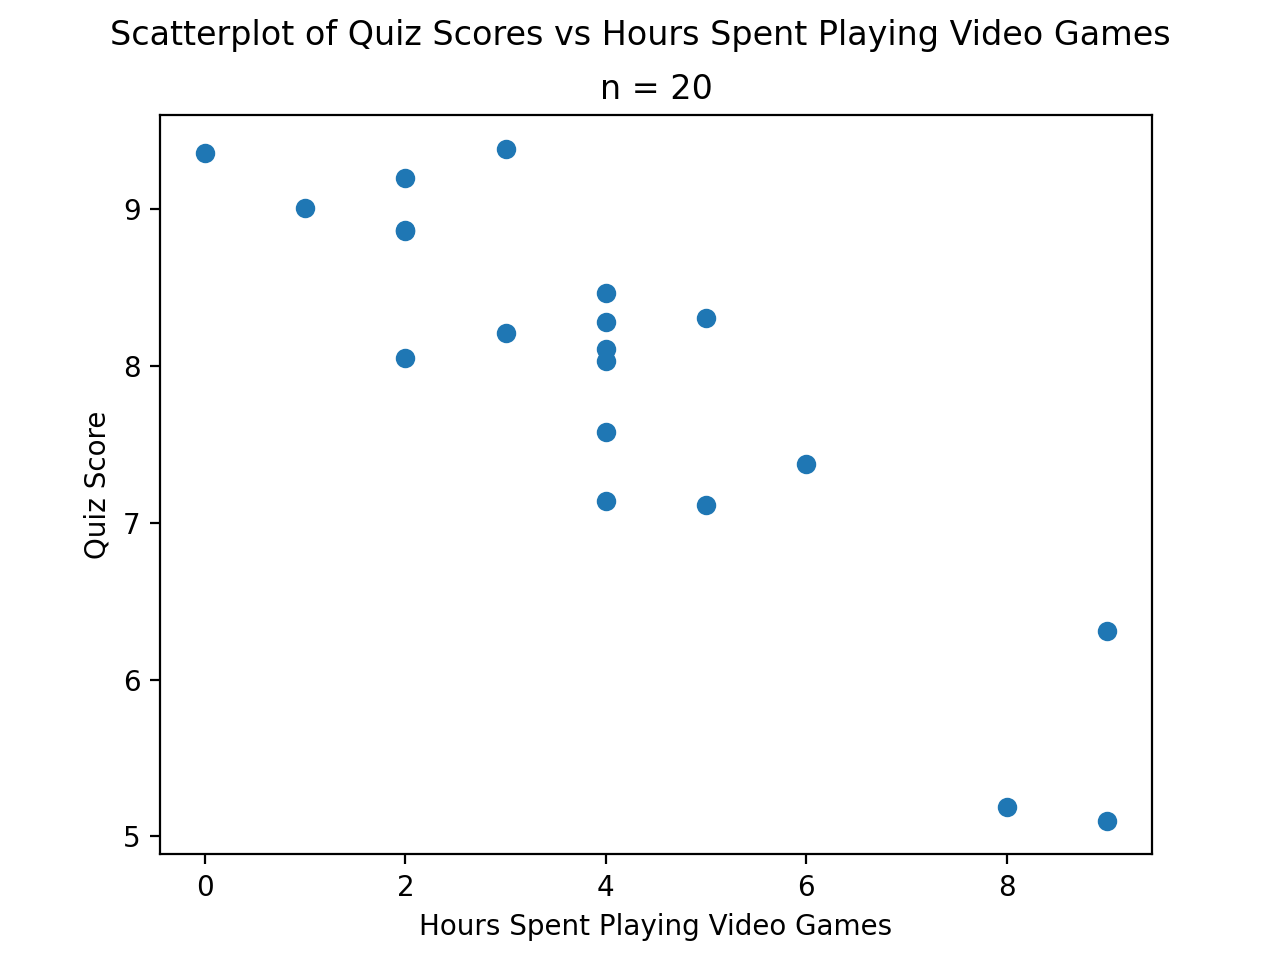 Scatterplot of Quiz Scores vs Hours Spent Playing Video Games
n = 20
9
8
7
6
5
Quiz Score
0 2 4 6 8
Hours Spent Playing Video Games